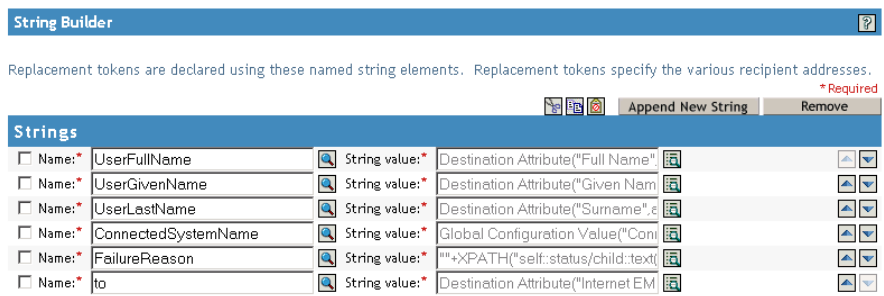 String Builder
Replacement tokens are declared using these named string elements. Replacement tokens specify the various recipient addresses.
* Required
Append New String Remove
Strings
Name:* UserFullName String value:* Destination Attribute("Full Name",
Name:* UserGivenName String value:* Destination Attribute("Given Nam
Name:* UserLastName String value:* Destination Attribute("Surname",
Name:* ConnectedSystemName String value:* Global Configuration Value("Conn
Name:* FailureReason String value:* ""+XPATH("self::status/child::text(
Name:* to String value:* Destination Attribute("Internet EM